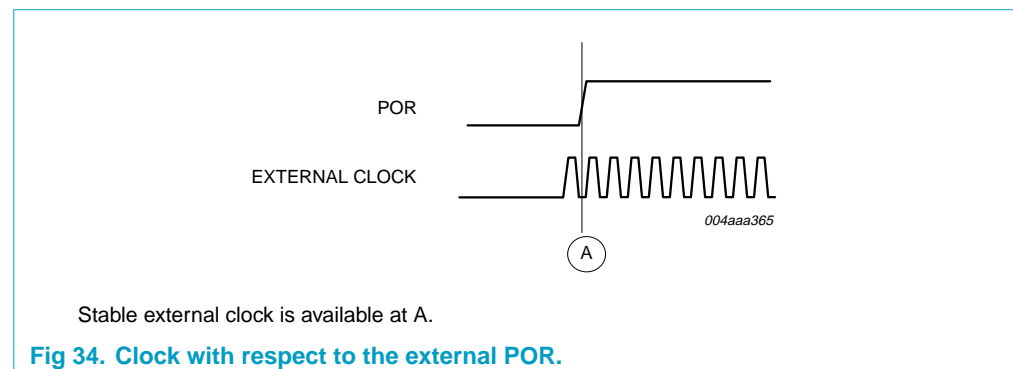 POR
EXTERNAL CLOCK
004aaa365
A
Stable external clock is available at A.
Fig 34. Clock with respect to the external POR.